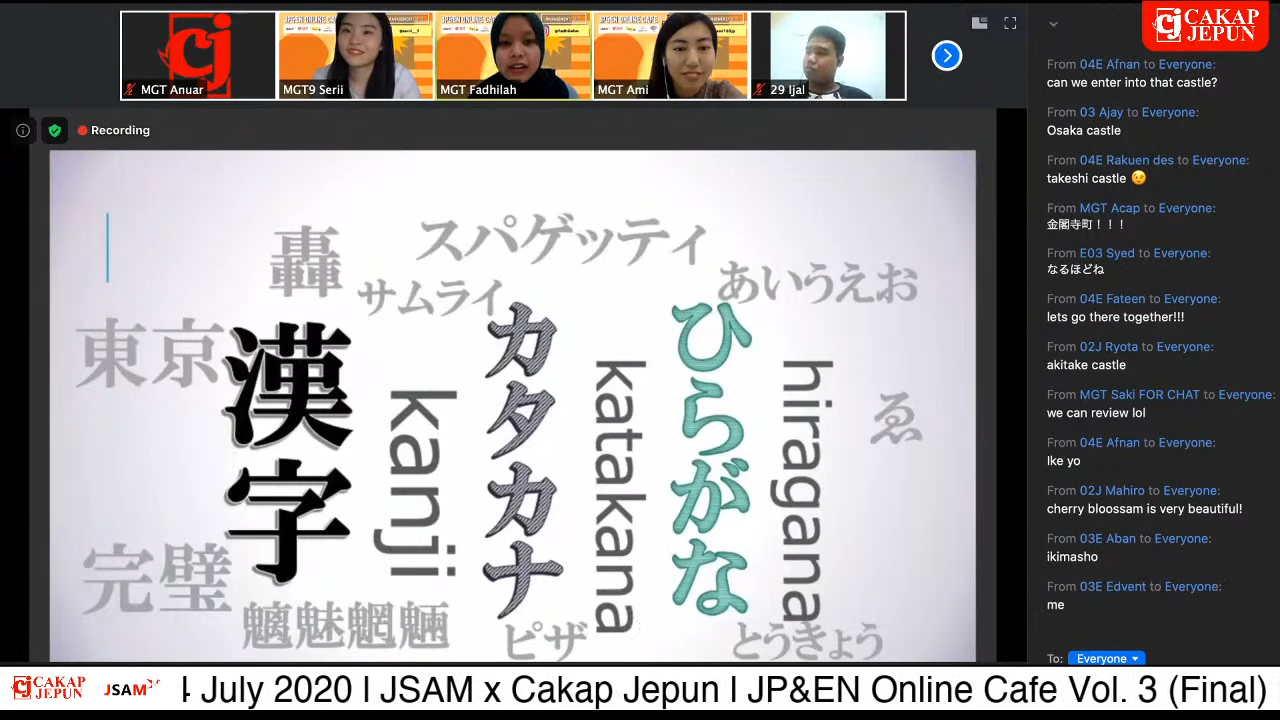 MGT Anuar
MGT9 Serii
MGT Fadhilah
MGT Ami
29 Ijal
CAKAP
JEPUN
Recording
轟
スパゲッティ
サムライ
あいうえお
東京
漢字
kanji
カタカナ
katakana
ひらがな
hiragana
ゑ
完璧
魑魅魍魎
ピザ
とうきょう
From 04E Afnan to Everyone:
can we enter into that castle?
From 03 Ajay to Everyone:
Osaka castle
From 04E Rakuen des to Everyone:
takeshi castle 😉
From MGT Acap to Everyone:
金閣寺町！！！
From E03 Syed to Everyone:
なるほどね
From 04E Fateen to Everyone:
lets go there together!!!
From 02J Ryota to Everyone:
akitake castle
From MGT Saki FOR CHAT to Everyone:
we can review lol
From 04E Afnan to Everyone:
Ike yo
From 02J Mahiro to Everyone:
cherry bloossam is very beautiful!
From 03E Aban to Everyone:
ikimasho
From 03E Edvent to Everyone:
me
To: Everyone
CAKAP
JEPUN
JSAM
4 July 2020 I JSAM x Cakap Jepun I JP&EN Online Cafe Vol. 3 (Final)